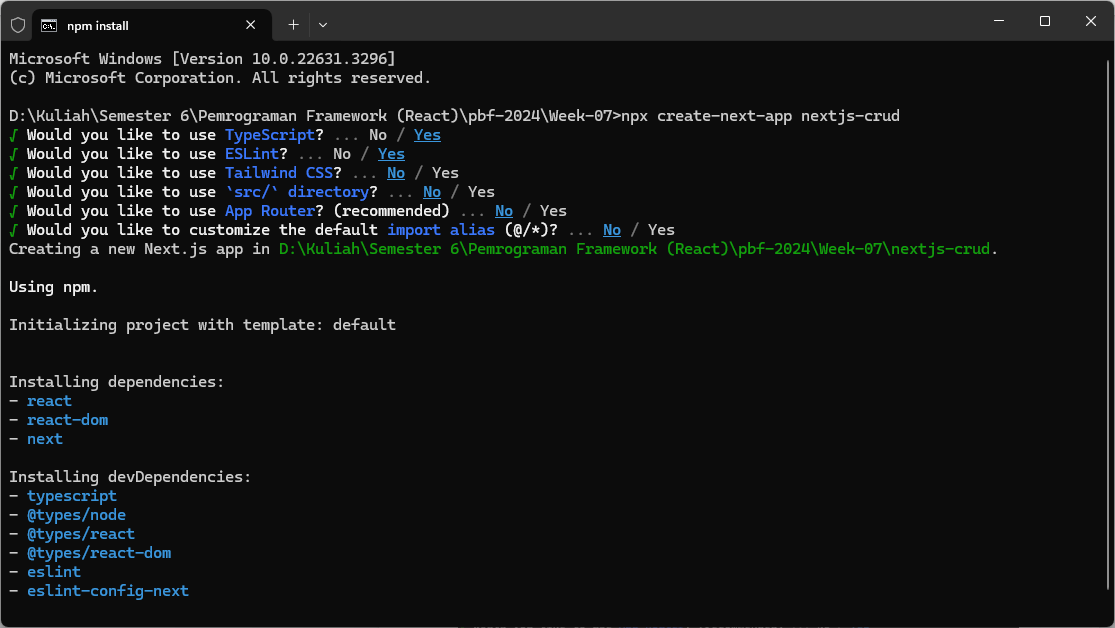 npm install
Microsoft Windows [Version 10.0.22631.3296]
(c) Microsoft Corporation. All rights reserved.
D:\Kuliah\Semester 6\Pemrograman Framework (React)\pbf-2024\Week-07>npx create-next-app nextjs-crud
√ Would you like to use TypeScript? ... No / Yes
√ Would you like to use ESLint? ... No / Yes
√ Would you like to use Tailwind CSS? ... No / Yes
√ Would you like to use `src/` directory? ... No / Yes
√ Would you like to use App Router? (recommended) ... No / Yes
√ Would you like to customize the default import alias (@/*)? ... No / Yes
Creating a new Next.js app in D:\Kuliah\Semester 6\Pemrograman Framework (React)\pbf-2024\Week-07\nextjs-crud.
Using npm.
Initializing project with template: default
Installing dependencies:
- react
- react-dom
- next
Installing devDependencies:
- typescript
- @types/node
- @types/react
- @types/react-dom
- eslint
- eslint-config-next